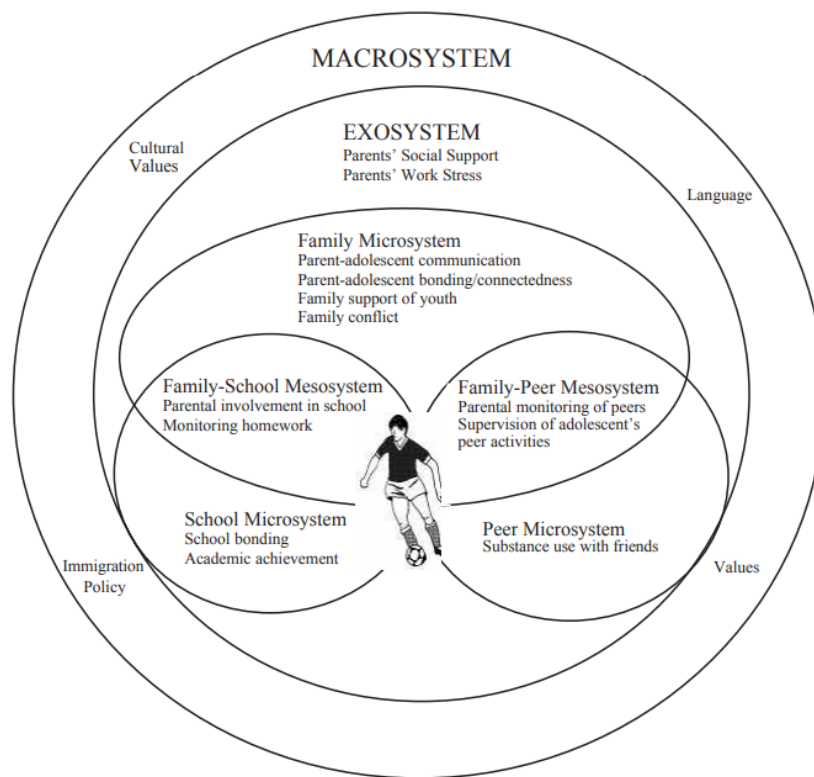 MACROSYSTEM
EXOSYSTEM
Parents’ Social Support
Parents’ Work Stress
Cultural
Values
Language
Family Microsystem
Parent-adolescent communication
Parent-adolescent bonding/connectedness
Family support of youth
Family conflict
Family-School Mesosystem
Parental involvement in school
Monitoring homework
Family-Peer Mesosystem
Parental monitoring of peers
Supervision of adolescent’s
peer activities
School Microsystem
School bonding
Academic achievement
Peer Microsystem
Substance use with friends
Immigration
Policy
Values